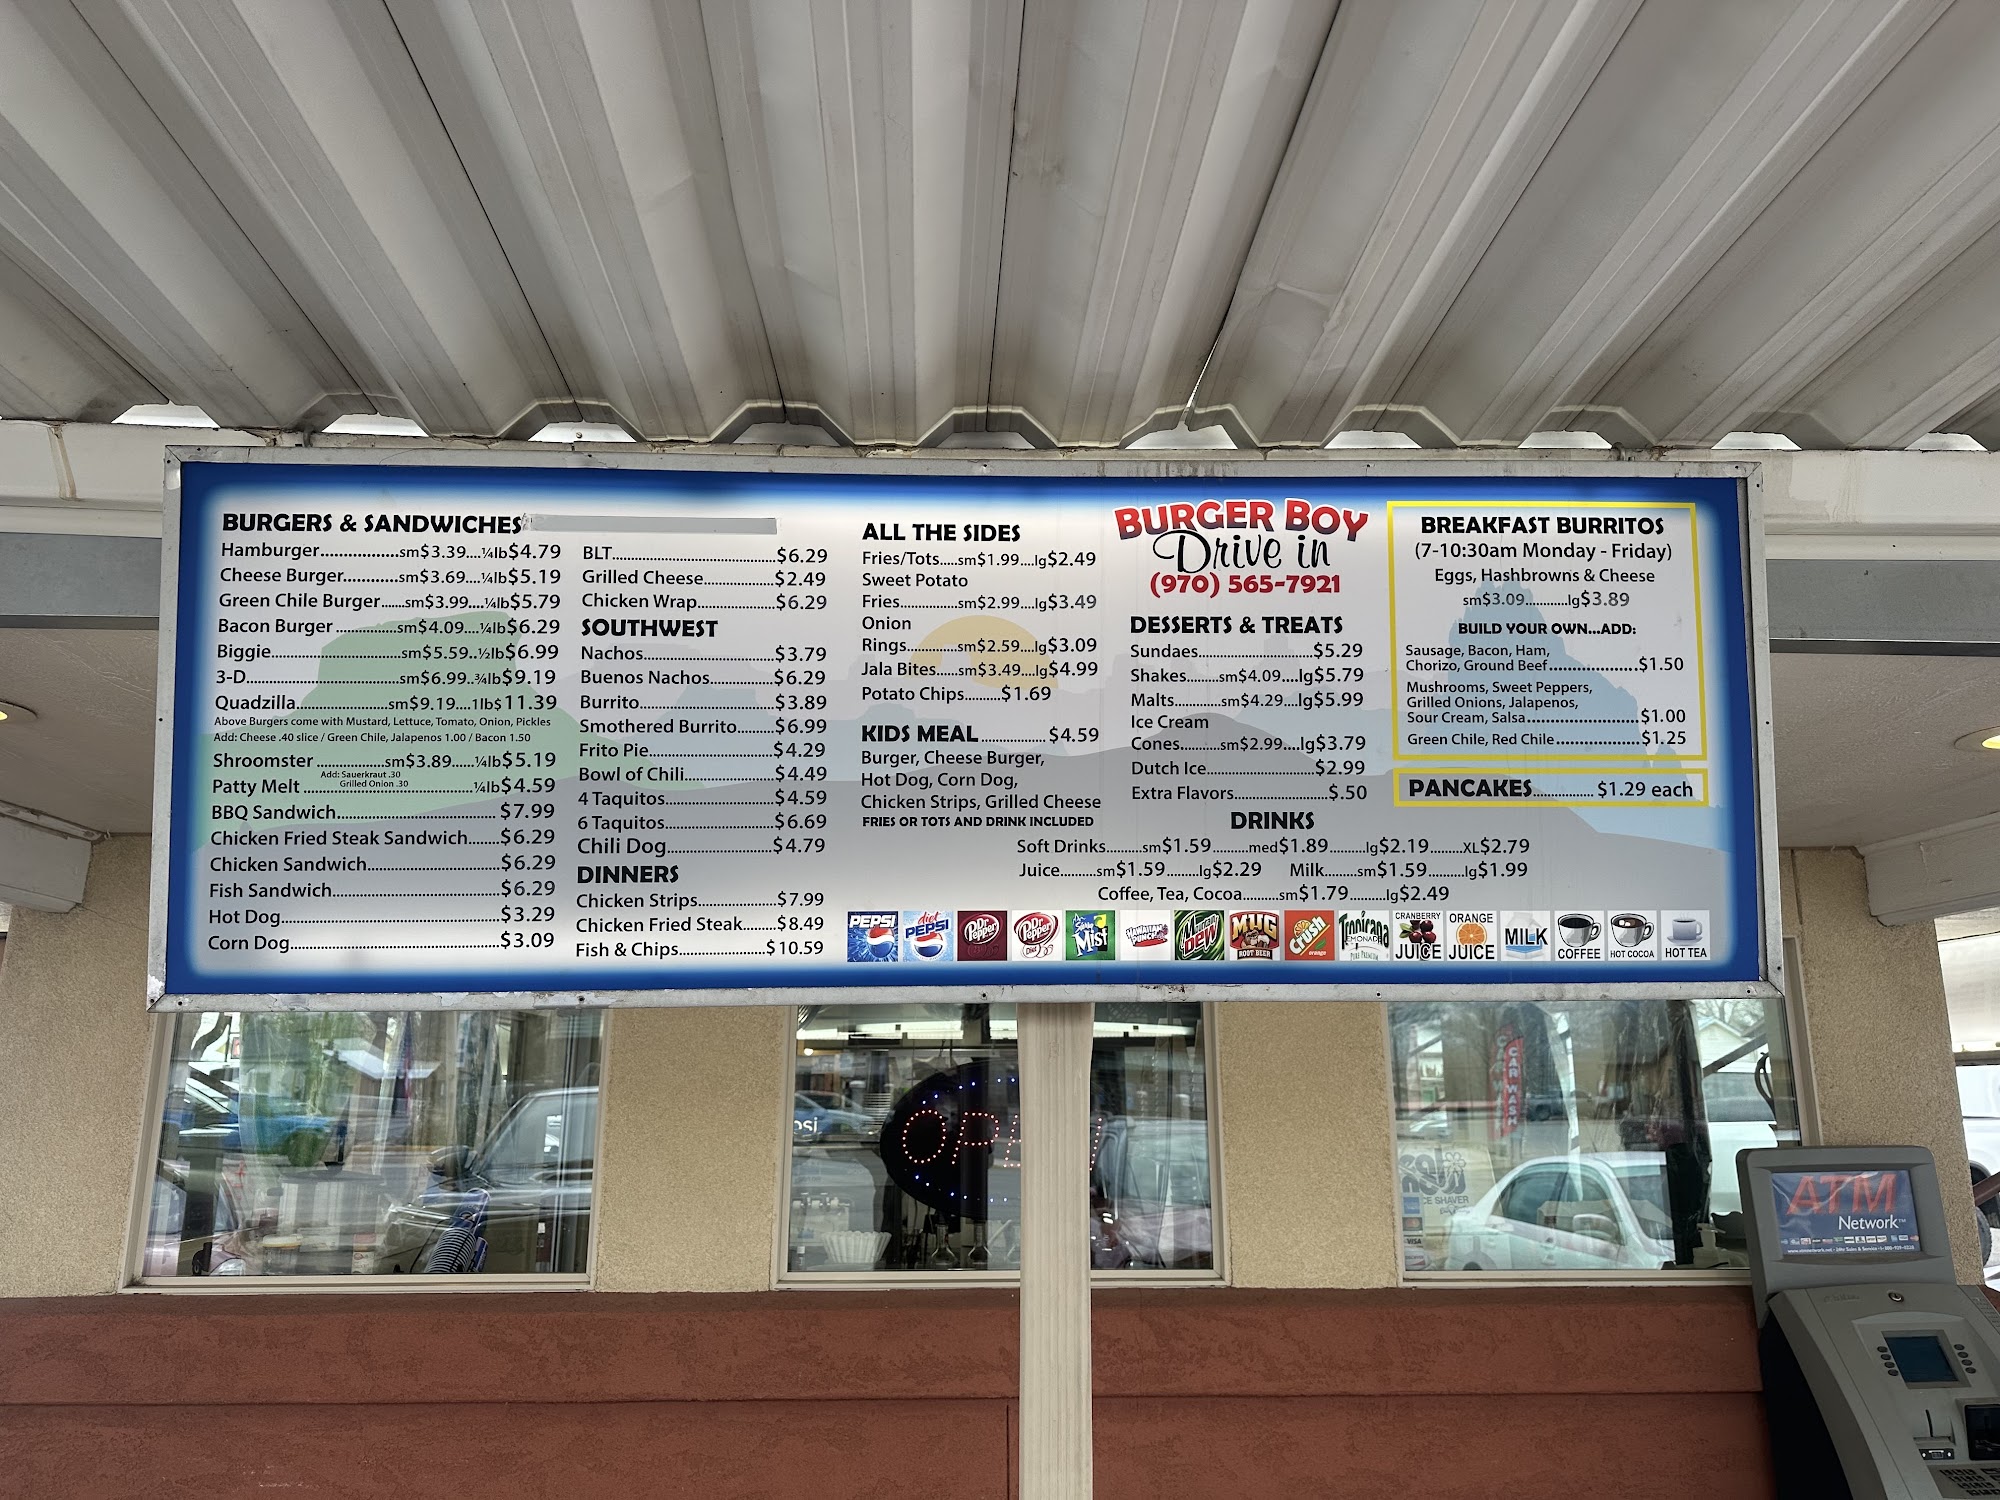 BURGERS & SANDWICHES
Hamburger.................sm$3.39....¼lb$4.79
Cheese Burger............sm$3.69....¼lb$5.19
Green Chile Burger.....sm$3.99....¼lb$5.79
Bacon Burger ..............sm$4.09....¼lb$6.29
Biggie............................sm$5.59..½lb$6.99
3-D.................................sm$6.99..¾lb$9.19
Quadzilla.......................sm$9.19....1lb$11.39
Above Burgers come with Mustard, Lettuce, Tomato, Onion, Pickles
Add: Cheese .40 slice / Green Chile, Jalapenos 1.00 / Bacon 1.50
Shroomster ...............sm$3.89......¼lb$5.19
Add: Sauerkraut .30
Grilled Onion .30
Patty Melt .....................................¼lb$4.59
BBQ Sandwich................................... $7.99
Chicken Fried Steak Sandwich.......$6.29
Chicken Sandwich.............................$6.29
Fish Sandwich.....................................$6.29
Hot Dog................................................$3.29
Corn Dog..............................................$3.09
BLT.....................................$6.29
Grilled Cheese...............$2.49
Chicken Wrap.................$6.29
SOUTHWEST
Nachos.............................$3.79
Buenos Nachos..............$6.29
Burrito..............................$3.89
Smothered Burrito........$6.99
Frito Pie............................$4.29
Bowl of Chili....................$4.49
4 Taquitos........................$4.59
6 Taquitos........................$6.69
Chili Dog........................$4.79
DINNERS
Chicken Strips.................$7.99
Chicken Fried Steak.......$8.49
Fish & Chips...................$10.59
ALL THE SIDES
Fries/Tots.....sm$1.99....lg$2.49
Sweet Potato
Fries............sm$2.99....lg$3.49
Onion
Rings...........sm$2.59....lg$3.09
Jala Bites.....sm$3.49....lg$4.99
Potato Chips........$1.69
KIDS MEAL .............. $4.59
Burger, Cheese Burger,
Hot Dog, Corn Dog,
Chicken Strips, Grilled Cheese
FRIES OR TOTS AND DRINK INCLUDED
BURGER BOY
Drive in
(970) 565-7921
DESSERTS & TREATS
Sundaes.........................$5.29
Shakes........sm$4.09....lg$5.79
Malts..........sm$4.29....lg$5.99
Ice Cream
Cones.........sm$2.99....lg$3.79
Dutch Ice.......................$2.99
Extra Flavors....................$.50
BREAKFAST BURRITOS
(7-10:30am Monday - Friday)
Eggs, Hashbrowns & Cheese
sm$3.09............lg$3.89
BUILD YOUR OWN...ADD:
Sausage, Bacon, Ham,
Chorizo, Ground Beef....................$1.50
Mushrooms, Sweet Peppers,
Grilled Onions, Jalapenos,
Sour Cream, Salsa.........................$1.00
Green Chile, Red Chile...................$1.25
PANCAKES............... $1.29 each
DRINKS
Soft Drinks........sm$1.59..........med$1.89.........lg$2.19........XL$2.79
Juice.........sm$1.59.........lg$2.29 Milk........sm$1.59..........lg$1.99
Coffee, Tea, Cocoa.........sm$1.79..........lg$2.49
PEPSI
diet PEPSI
Dr Pepper
Dr Pepper Diet
Sierra Mist
HAWAIIAN PUNCH
Mountain Dew
MUG ROOT BEER
Crush orange
Tropicana LEMONADE PURE PREMIUM
CRANBERRY JUICE
ORANGE JUICE
MILK
COFFEE
HOT COCOA
HOT TEA
OPEN
CAR WASH
VISA
ATM
Network